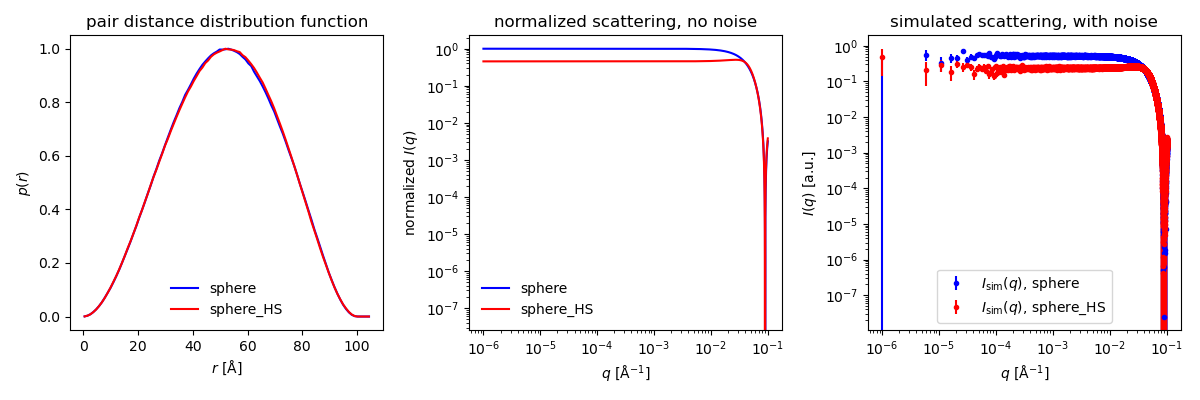 pair distance distribution function
p(r)
1.0
0.8
0.6
0.4
0.2
0.0
sphere
sphere_HS
0 20 40 60 80 100
r [Å]
normalized scattering, no noise
normalized I(q)
10⁰
10⁻¹
10⁻²
10⁻³
10⁻⁴
10⁻⁵
10⁻⁶
10⁻⁷
sphere
sphere_HS
10⁻⁶ 10⁻⁵ 10⁻⁴ 10⁻³ 10⁻² 10⁻¹
q [Å⁻¹]
simulated scattering, with noise
I(q) [a.u.]
10⁰
10⁻¹
10⁻²
10⁻³
10⁻⁴
10⁻⁵
10⁻⁶
10⁻⁷
I_sim(q), sphere
I_sim(q), sphere_HS
10⁻⁶ 10⁻⁵ 10⁻⁴ 10⁻³ 10⁻² 10⁻¹
q [Å⁻¹]